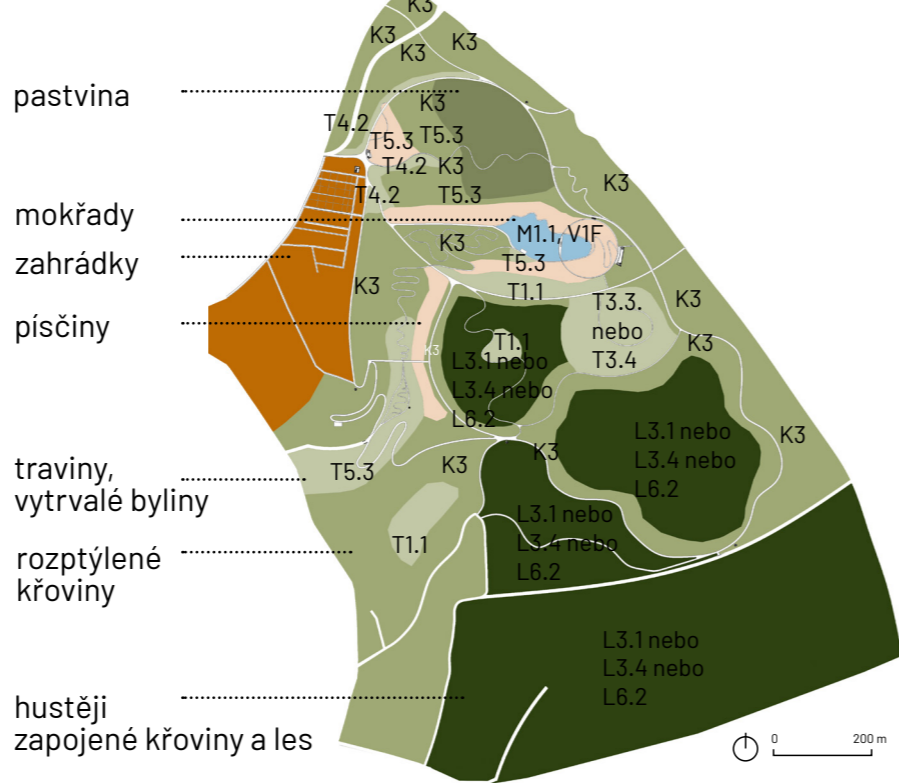 K3
K3
K3
K3
pastvina
K3
T4.2
T5.3
T5.3
T4.2
K3
K3
T4.2
T5.3
mokřady
M1.1, V1F
K3
zahrádky
T5.3
K3
T1.1
T3.3.
nebo
T3.4
K3
písčiny
K3
T1.1
K3
L3.1 nebo
L3.4 nebo
L6.2
L3.1 nebo
L3.4 nebo
L6.2
K3
K3
K3
traviny,
vytrvalé byliny
T5.3
L3.1 nebo
L3.4 nebo
L6.2
T1.1
rozptýlené
křoviny
L3.1 nebo
L3.4 nebo
L6.2
hustěji
zapojené křoviny a les
0
200 m